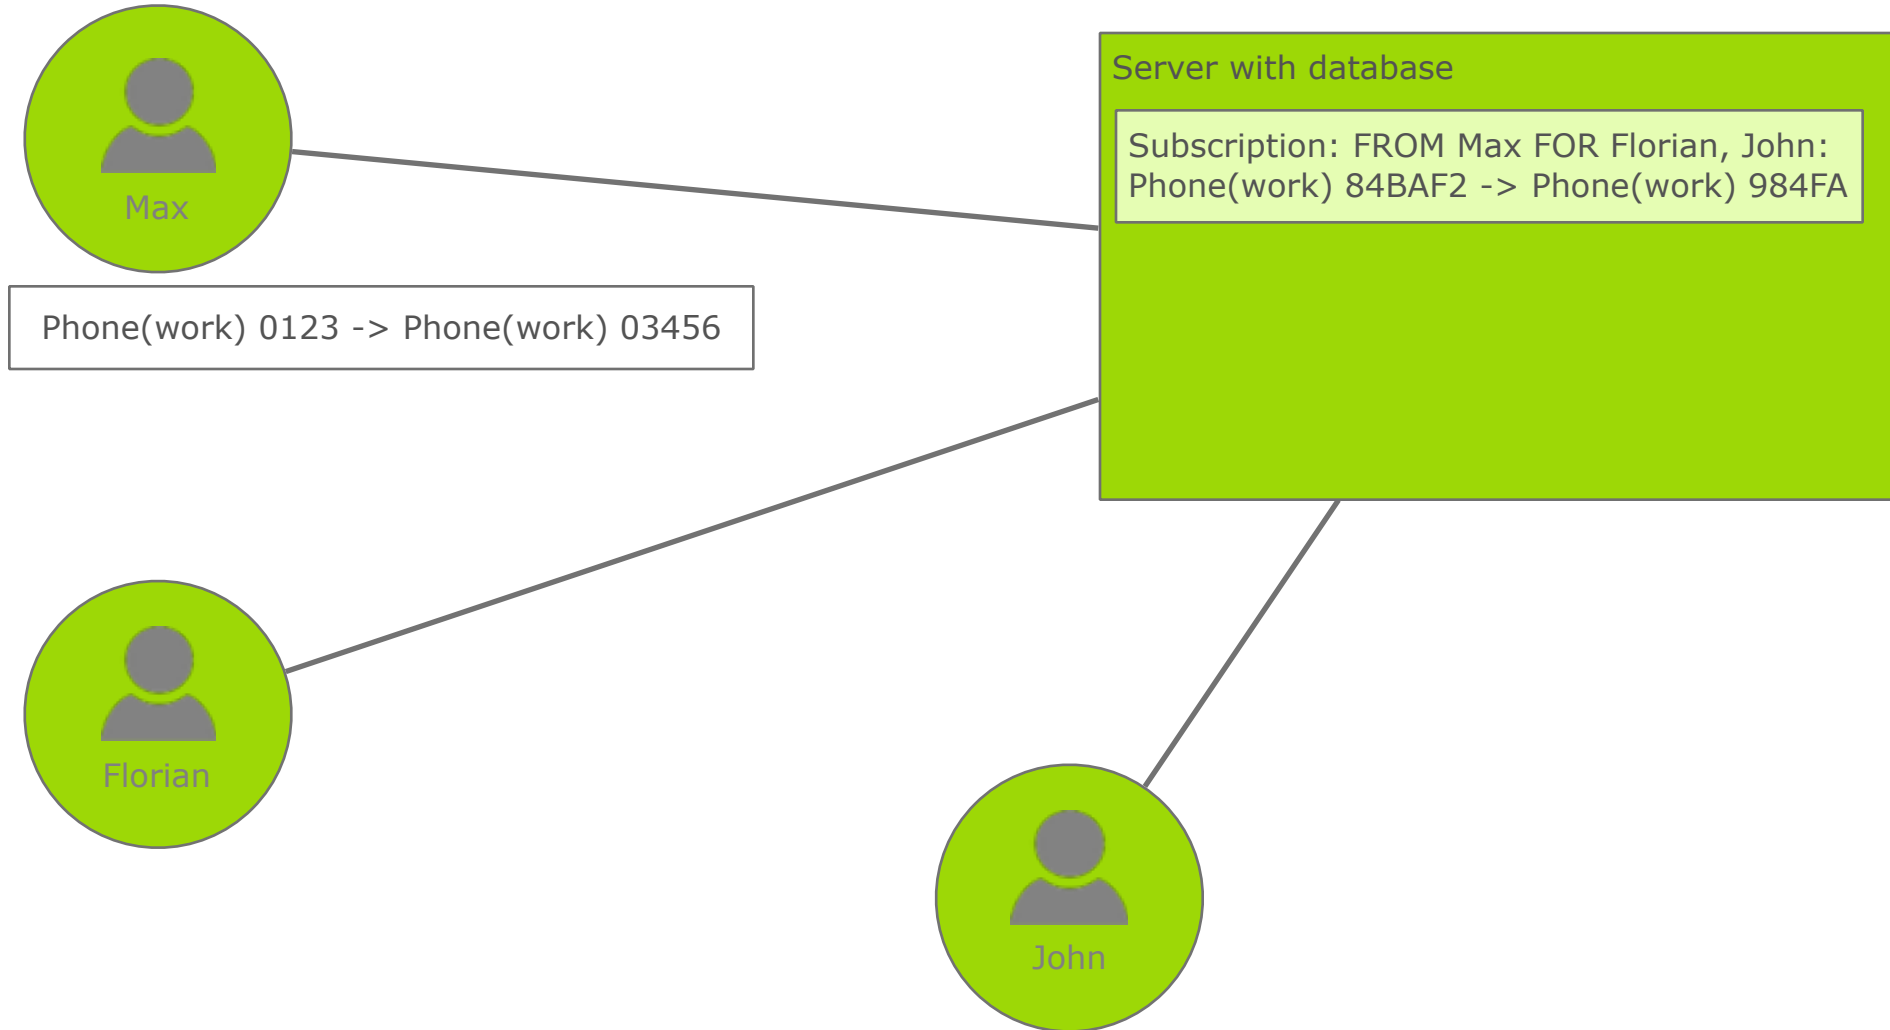 Max
Phone(work) 0123 -> Phone(work) 03456
Server with database
Subscription: FROM Max FOR Florian, John:
Phone(work) 84BAF2 -> Phone(work) 984FA
Florian
John